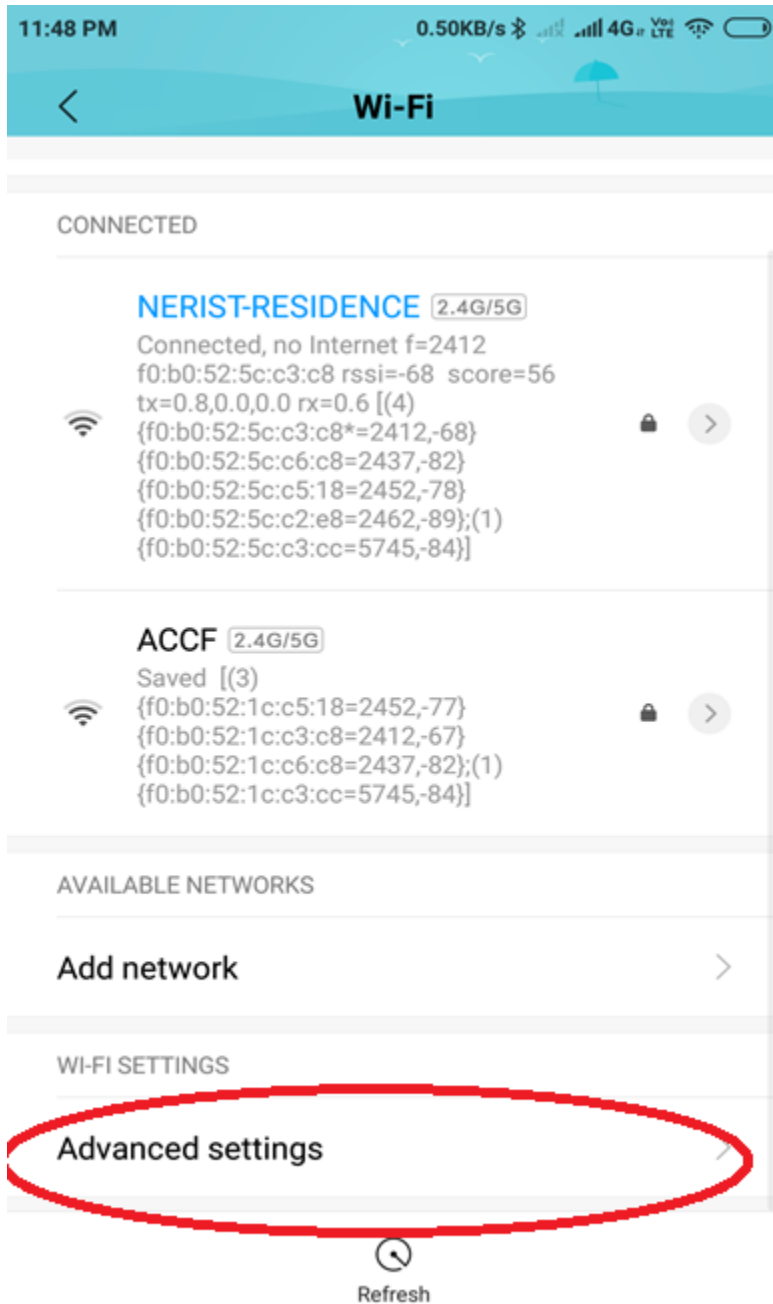 11:48 PM 0.50KB/s 4G Vo) LTE
Wi-Fi
CONNECTED
NERIST-RESIDENCE 2.4G/5G
Connected, no Internet f=2412
f0:b0:52:5c:c3:c8 rssi=-68 score=56
tx=0.8,0.0,0.0 rx=0.6 [(4)
{f0:b0:52:5c:c3:c8*=2412,-68}
{f0:b0:52:5c:c6:c8=2437,-82}
{f0:b0:52:5c:c5:18=2452,-78}
{f0:b0:52:5c:c2:e8=2462,-89};(1)
{f0:b0:52:5c:c3:cc=5745,-84}]
ACCF 2.4G/5G
Saved [(3)
{f0:b0:52:1c:c5:18=2452,-77}
{f0:b0:52:1c:c3:c8=2412,-67}
{f0:b0:52:1c:c6:c8=2437,-82};(1)
{f0:b0:52:1c:c3:cc=5745,-84}]
AVAILABLE NETWORKS
Add network
WI-FI SETTINGS
Advanced settings
Refresh